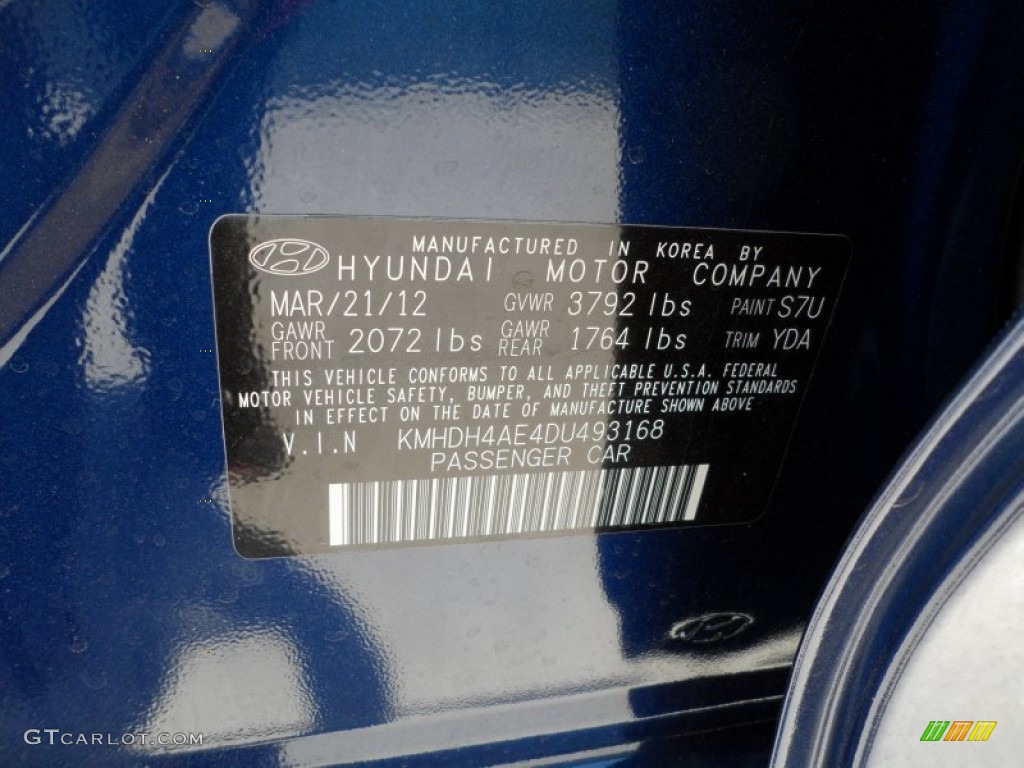 MANUFACTURED IN KOREA BY
HYUNDAI MOTOR COMPANY
MAR/21/12 GVWR 3792 lbs PAINT S7U
GAWR FRONT 2072 lbs GAWR REAR 1764 lbs TRIM YDA
THIS VEHICLE CONFORMS TO ALL APPLICABLE U.S.A. FEDERAL
MOTOR VEHICLE SAFETY, BUMPER, AND THEFT PREVENTION STANDARDS
IN EFFECT ON THE DATE OF MANUFACTURE SHOWN ABOVE
V.I.N KMHDH4AE4DU493168
PASSENGER CAR
GTCARLOT.COM